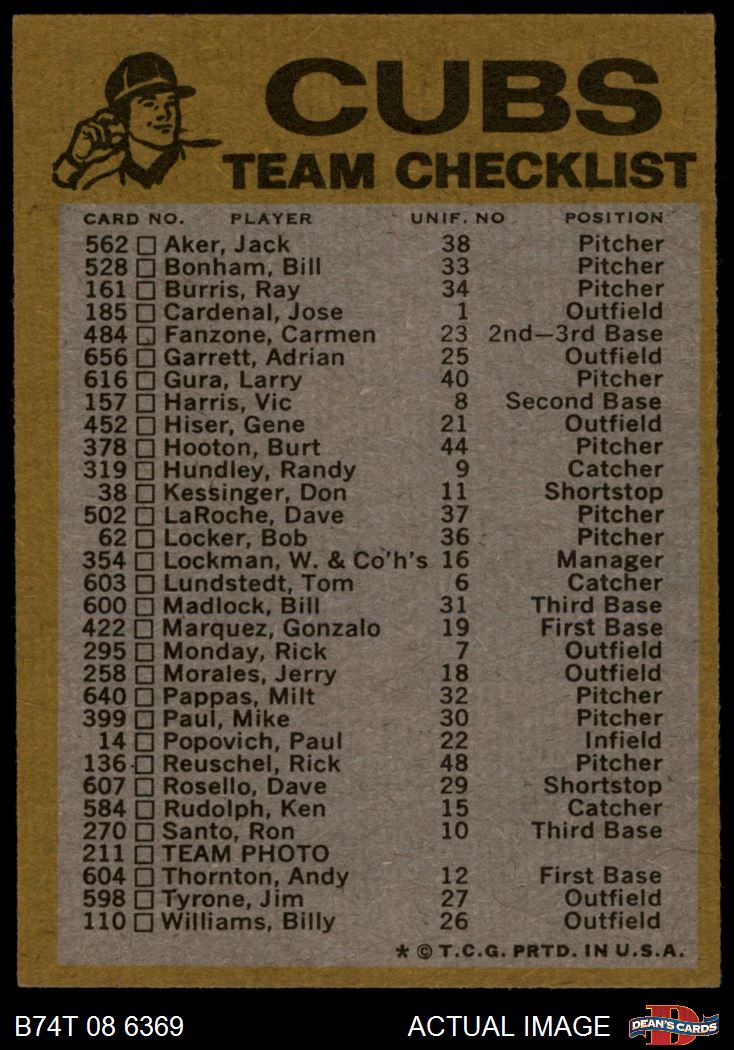 CUBS
TEAM CHECKLIST
CARD NO. PLAYER UNIF. NO POSITION
562 Aker, Jack 38 Pitcher
528 Bonham, Bill 33 Pitcher
161 Burris, Ray 34 Pitcher
185 Cardenal, Jose 1 Outfield
484 Fanzone, Carmen 23 2nd—3rd Base
656 Garrett, Adrian 25 Outfield
616 Gura, Larry 40 Pitcher
157 Harris, Vic 8 Second Base
452 Hiser, Gene 21 Outfield
378 Hooton, Burt 44 Pitcher
319 Hundley, Randy 9 Catcher
38 Kessinger, Don 11 Shortstop
502 LaRoche, Dave 37 Pitcher
62 Locker, Bob 36 Pitcher
354 Lockman, W. & Co'h's 16 Manager
603 Lundstedt, Tom 6 Catcher
600 Madlock, Bill 31 Third Base
422 Marquez, Gonzalo 19 First Base
295 Monday, Rick 7 Outfield
258 Morales, Jerry 18 Outfield
640 Pappas, Milt 32 Pitcher
399 Paul, Mike 30 Pitcher
14 Popovich, Paul 22 Infield
136 Reuschel, Rick 48 Pitcher
607 Rosello, Dave 29 Shortstop
584 Rudolph, Ken 15 Catcher
270 Santo, Ron 10 Third Base
211 TEAM PHOTO
604 Thornton, Andy 12 First Base
598 Tyrone, Jim 27 Outfield
110 Williams, Billy 26 Outfield
* © T.C.G. PRTD. IN U.S.A.
B74T 08 6369 ACTUAL IMAGE DEAN'S CARDS